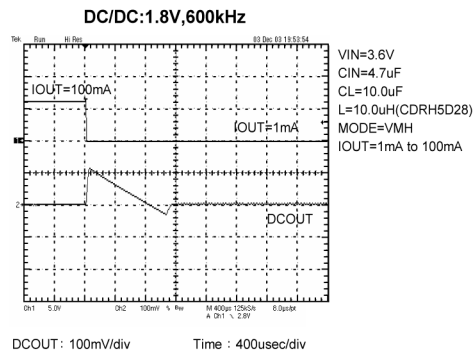 DC/DC:1.8V,600kHz
Tek Run Hi Res 03 Dec 03 19:53:54
IOUT=100mA
IOUT=1mA
DCOUT
VIN=3.6V
CIN=4.7uF
CL=10.0uF
L=10.0uH(CDRH5D28)
MODE=VMH
IOUT=1mA to 100mA
2
Ch1 5.0V Ch2 100mV % M 400µs 125kS/s 8.0µs/pt
A Ch1 \ 2.8V
DCOUT : 100mV/div Time : 400usec/div